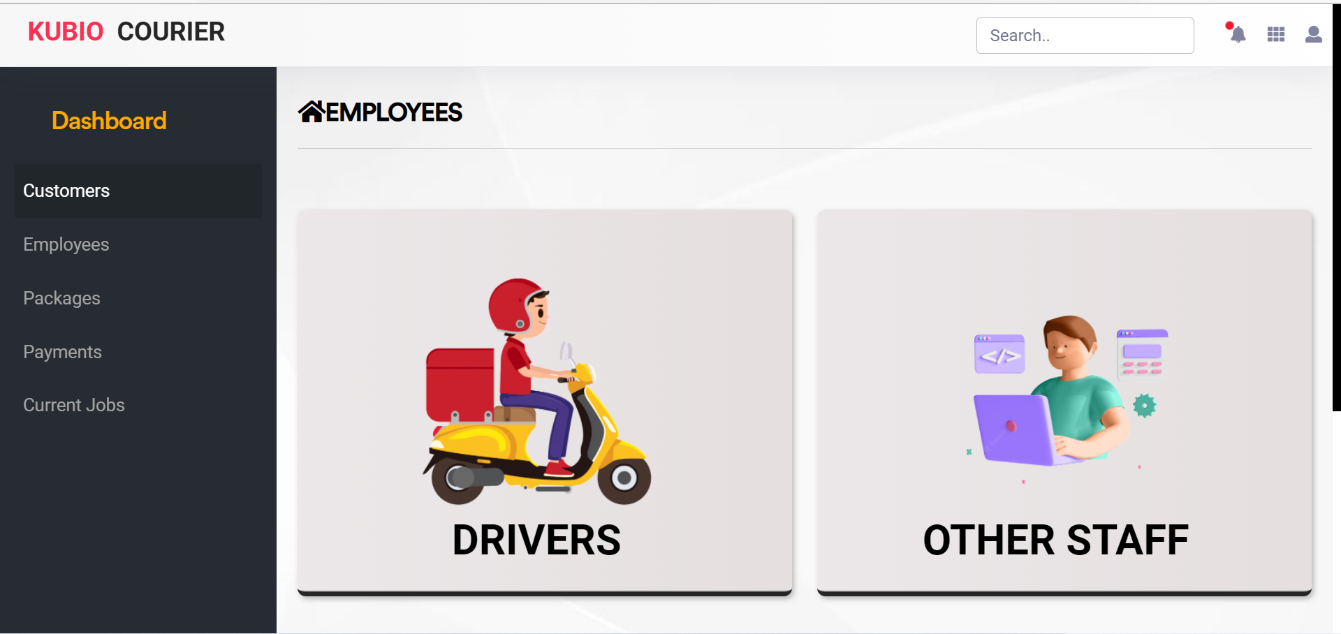 KUBIO COURIER
Search..
Dashboard
Customers
Employees
Packages
Payments
Current Jobs
EMPLOYEES
</>
DRIVERS
OTHER STAFF